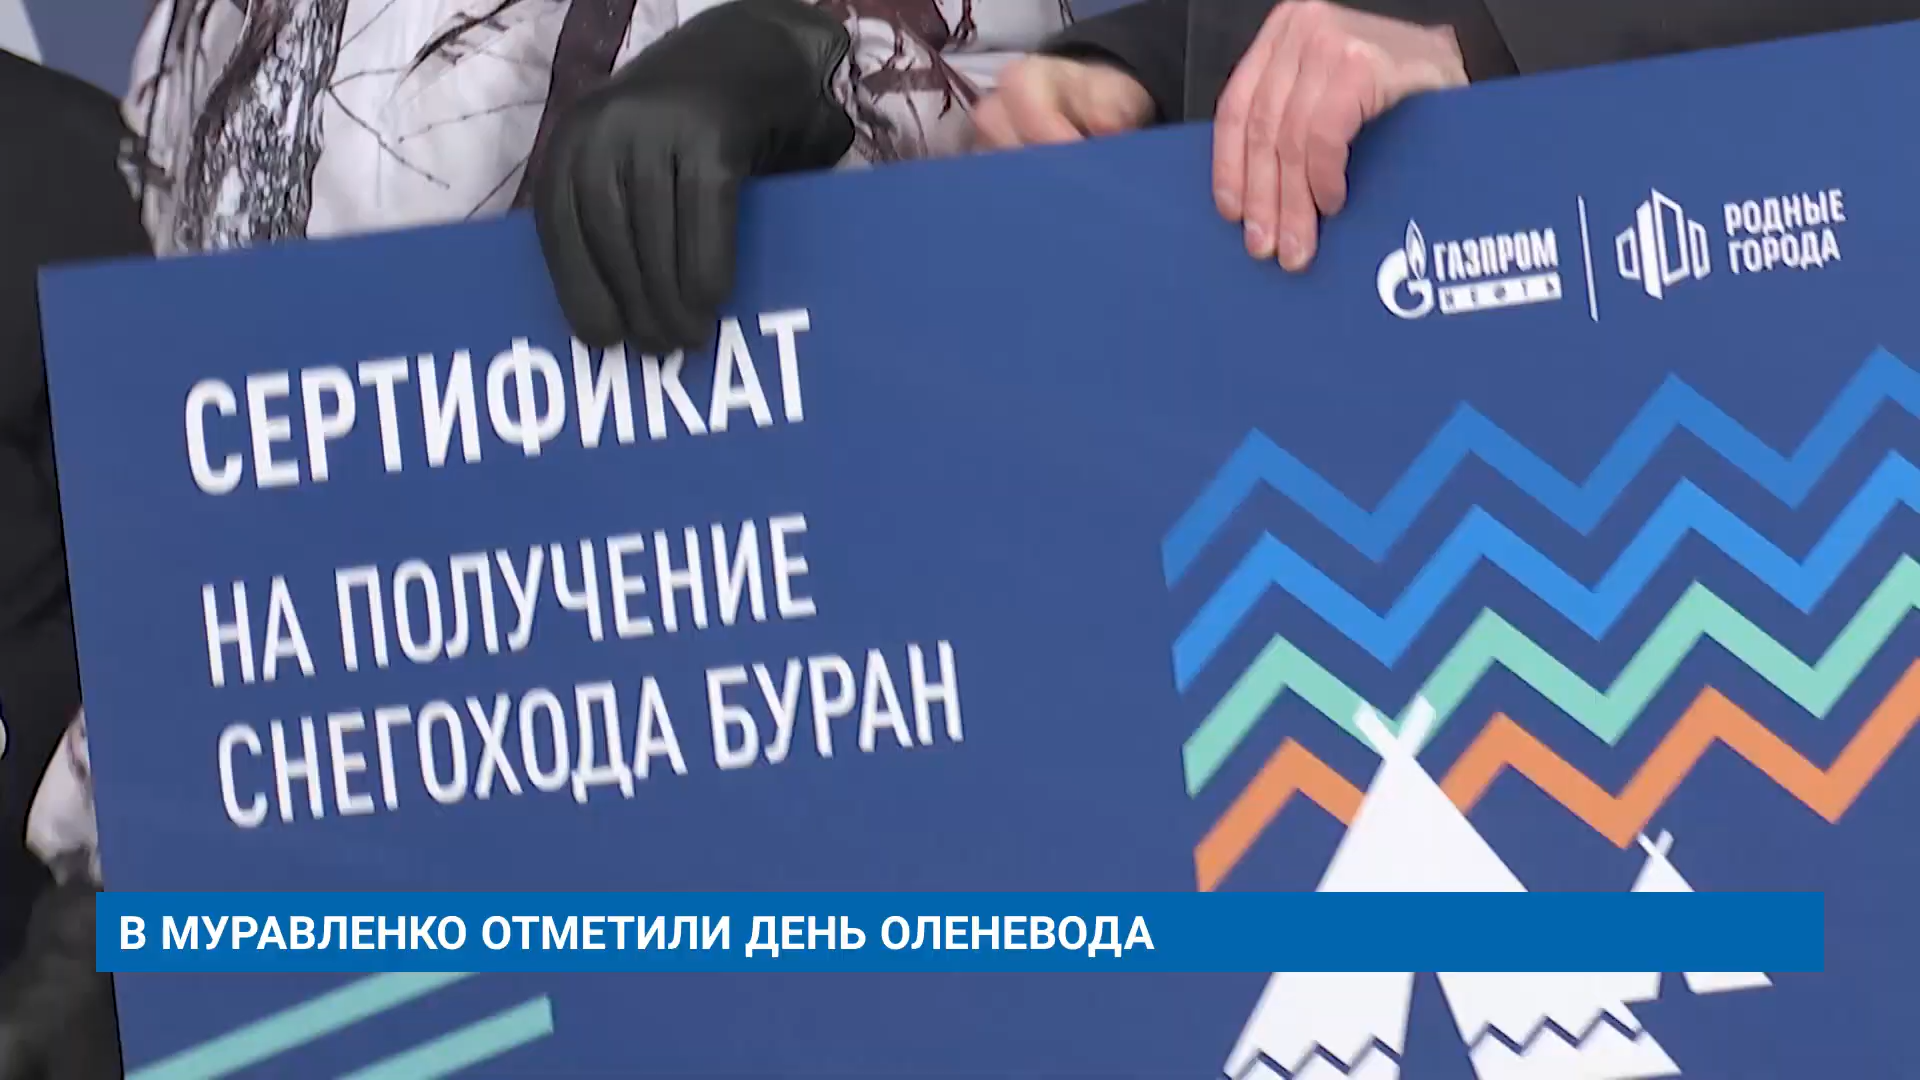 ГАЗПРОМ
НЕФТЬ
РОДНЫЕ
ГОРОДА
СЕРТИФИКАТ
НА ПОЛУЧЕНИЕ
СНЕГОХОДА БУРАН
В МУРАВЛЕНКО ОТМЕТИЛИ ДЕНЬ ОЛЕНЕВОДА